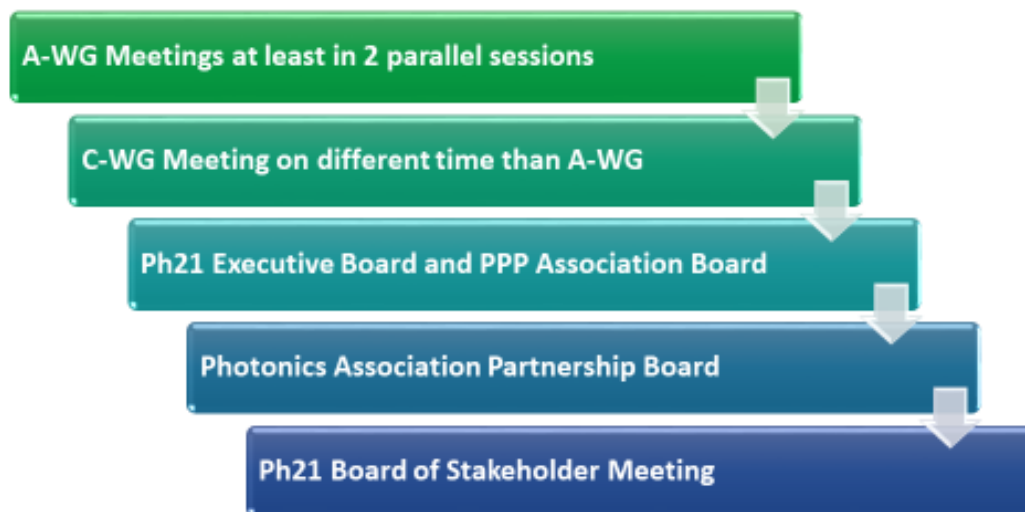 A-WG Meetings at least in 2 parallel sessions
C-WG Meeting on different time than A-WG
Ph21 Executive Board and PPP Association Board
Photonics Association Partnership Board
Ph21 Board of Stakeholder Meeting